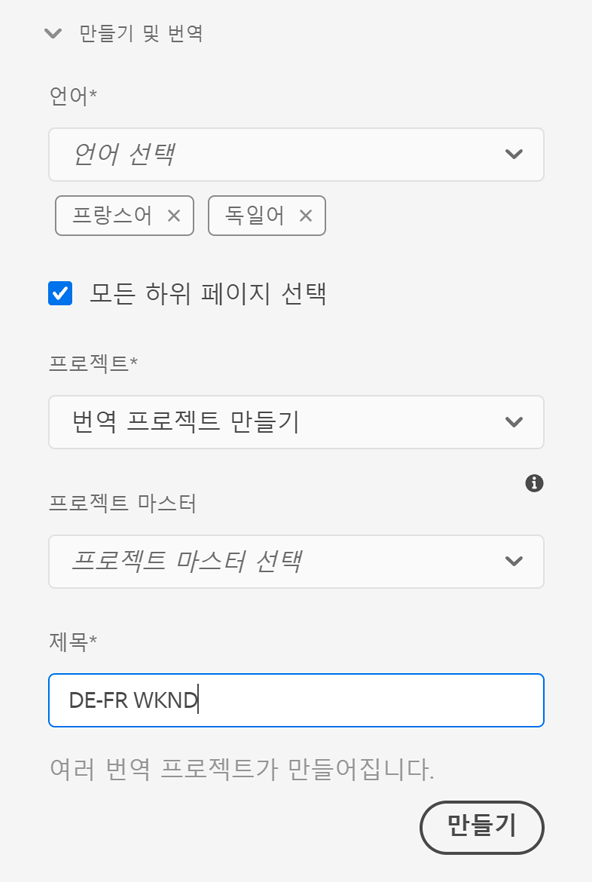 만들기 및 번역
언어*
언어 선택
프랑스어 × 독일어 ×
모든 하위 페이지 선택
프로젝트*
번역 프로젝트 만들기
프로젝트 마스터
프로젝트 마스터 선택
제목*
DE-FR WKND
여러 번역 프로젝트가 만들어집니다.
만들기